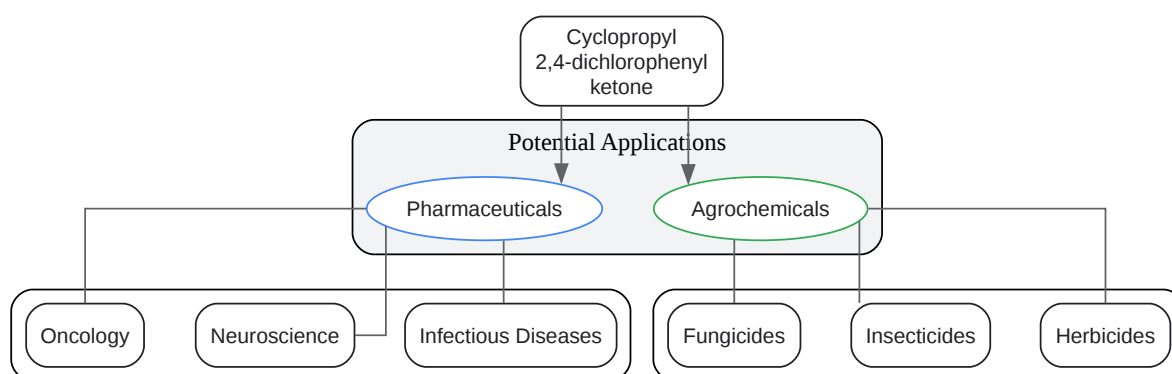 Cyclopropyl
2,4-dichlorophenyl
ketone
Potential Applications
Pharmaceuticals
Agrochemicals
Oncology
Neuroscience
Infectious Diseases
Fungicides
Insecticides
Herbicides